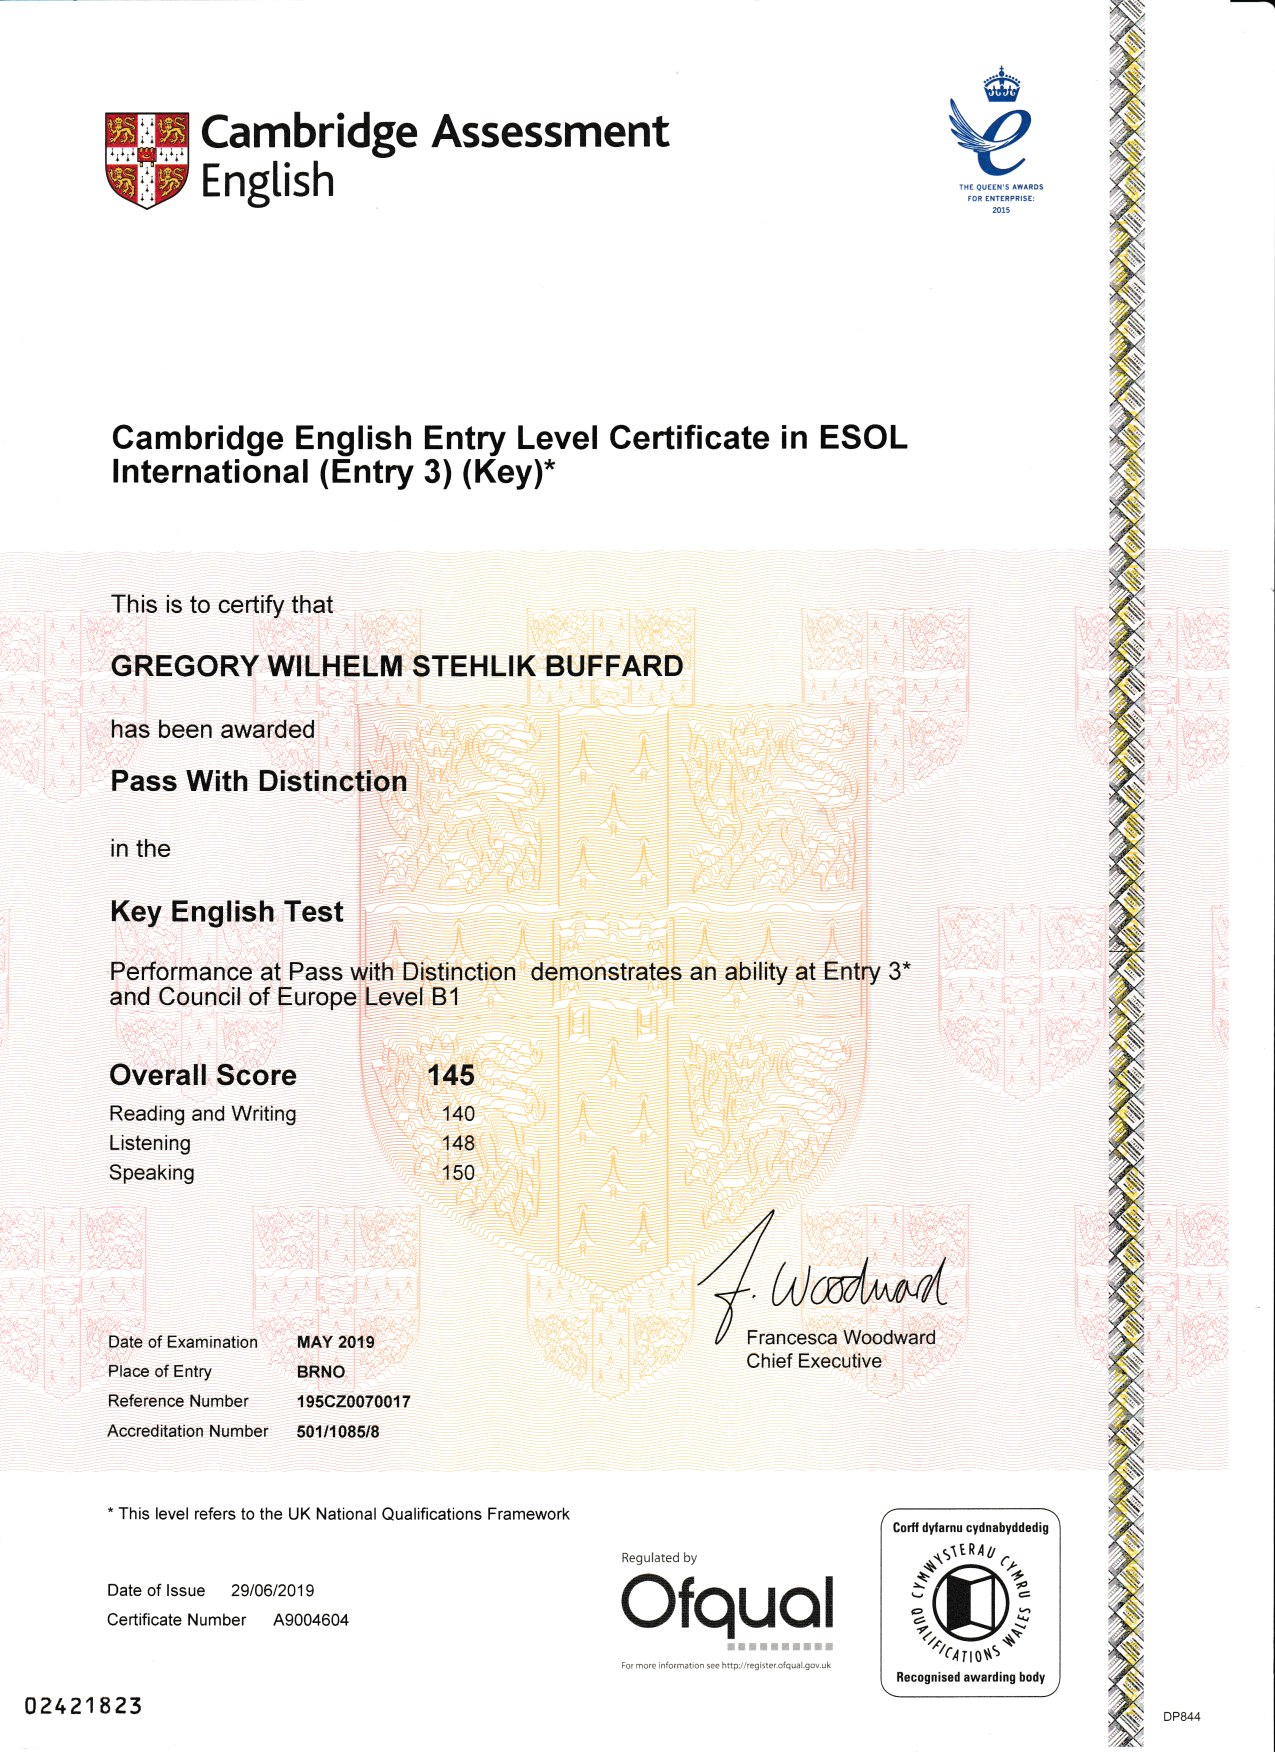 Cambridge Assessment
English
THE QUEEN'S AWARDS
FOR ENTERPRISE:
2015
Cambridge English Entry Level Certificate in ESOL
International (Entry 3) (Key)*
This is to certify that
GREGORY WILHELM STEHLIK BUFFARD
has been awarded
Pass With Distinction
in the
Key English Test
Performance at Pass with Distinction demonstrates an ability at Entry 3*
and Council of Europe Level B1
Overall Score 145
Reading and Writing 140
Listening 148
Speaking 150
F. Woodward
Francesca Woodward
Chief Executive
Date of Examination MAY 2019
Place of Entry BRNO
Reference Number 195CZ0070017
Accreditation Number 501/1085/8
* This level refers to the UK National Qualifications Framework
Date of Issue 29/06/2019
Certificate Number A9004604
Regulated by
Ofqual
For more information see http://register.ofqual.gov.uk
Corff dyfarnu cydnabyddedig
CYMWYSTERAU CYMRU
QUALIFICATIONS WALES
Recognised awarding body
02421823
DP844